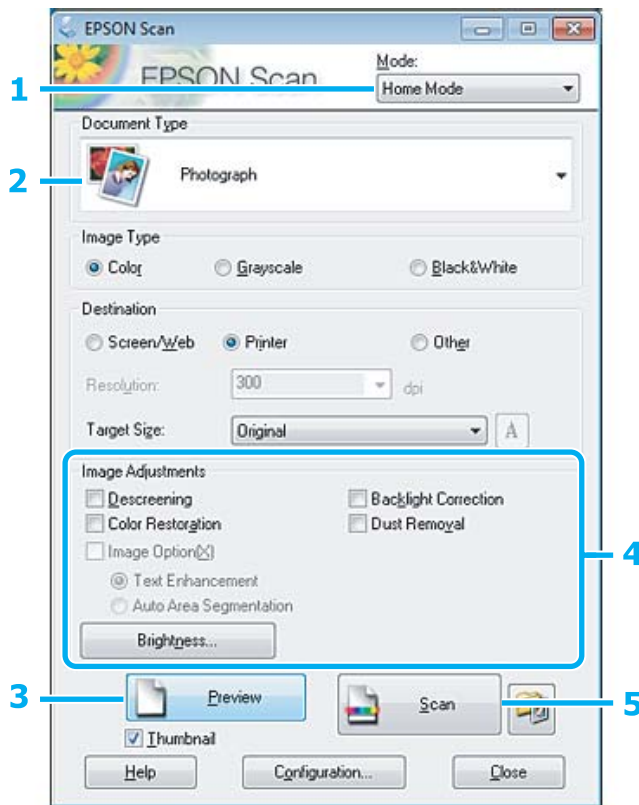 EPSON Scan
EPSON Scan
Mode:
1
Home Mode
Document Type
2
Photograph
Image Type
Color Grayscale Black&White
Destination
Screen/Web Printer Other
Resolution: 300 dpi
Target Size: Original A
Image Adjustments
Descreening Backlight Correction
Color Restoration Dust Removal
Image Option(X)
4
Text Enhancement
Auto Area Segmentation
Brightness...
3 Preview Scan 5
Thumbnail
Help Configuration... Close